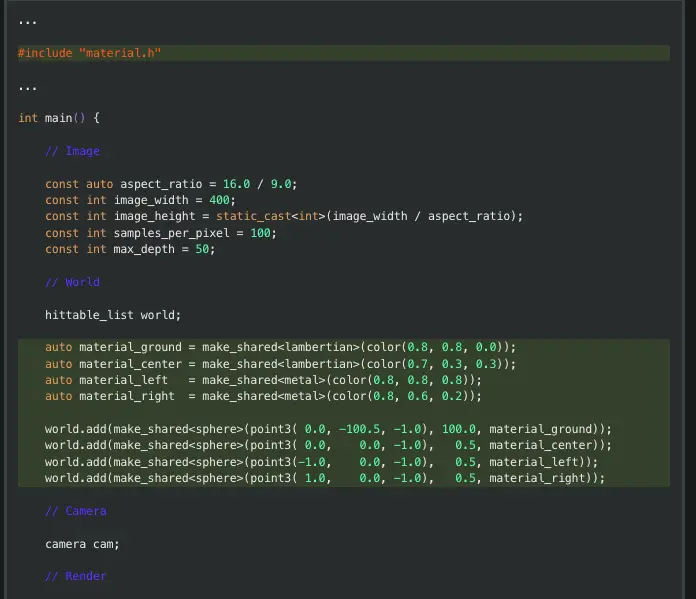 ...
#include "material.h"
...
int main() {
    // Image
    const auto aspect_ratio = 16.0 / 9.0;
    const int image_width = 400;
    const int image_height = static_cast<int>(image_width / aspect_ratio);
    const int samples_per_pixel = 100;
    const int max_depth = 50;
    // World
    hittable_list world;
    auto material_ground = make_shared<lambertian>(color(0.8, 0.8, 0.0));
    auto material_center = make_shared<lambertian>(color(0.7, 0.3, 0.3));
    auto material_left   = make_shared<metal>(color(0.8, 0.8, 0.8));
    auto material_right  = make_shared<metal>(color(0.8, 0.6, 0.2));
    world.add(make_shared<sphere>(point3( 0.0, -100.5, -1.0), 100.0, material_ground));
    world.add(make_shared<sphere>(point3( 0.0,    0.0, -1.0),   0.5, material_center));
    world.add(make_shared<sphere>(point3(-1.0,    0.0, -1.0),   0.5, material_left));
    world.add(make_shared<sphere>(point3( 1.0,    0.0, -1.0),   0.5, material_right));
    // Camera
    camera cam;
    // Render